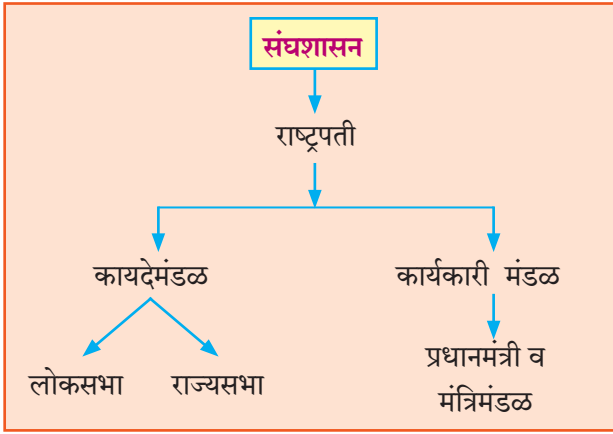 संघशासन
राष्ट्रपती
कायदेमंडळ
कार्यकारी मंडळ
लोकसभा
राज्यसभा
प्रधानमंत्री व
मंत्रिमंडळ